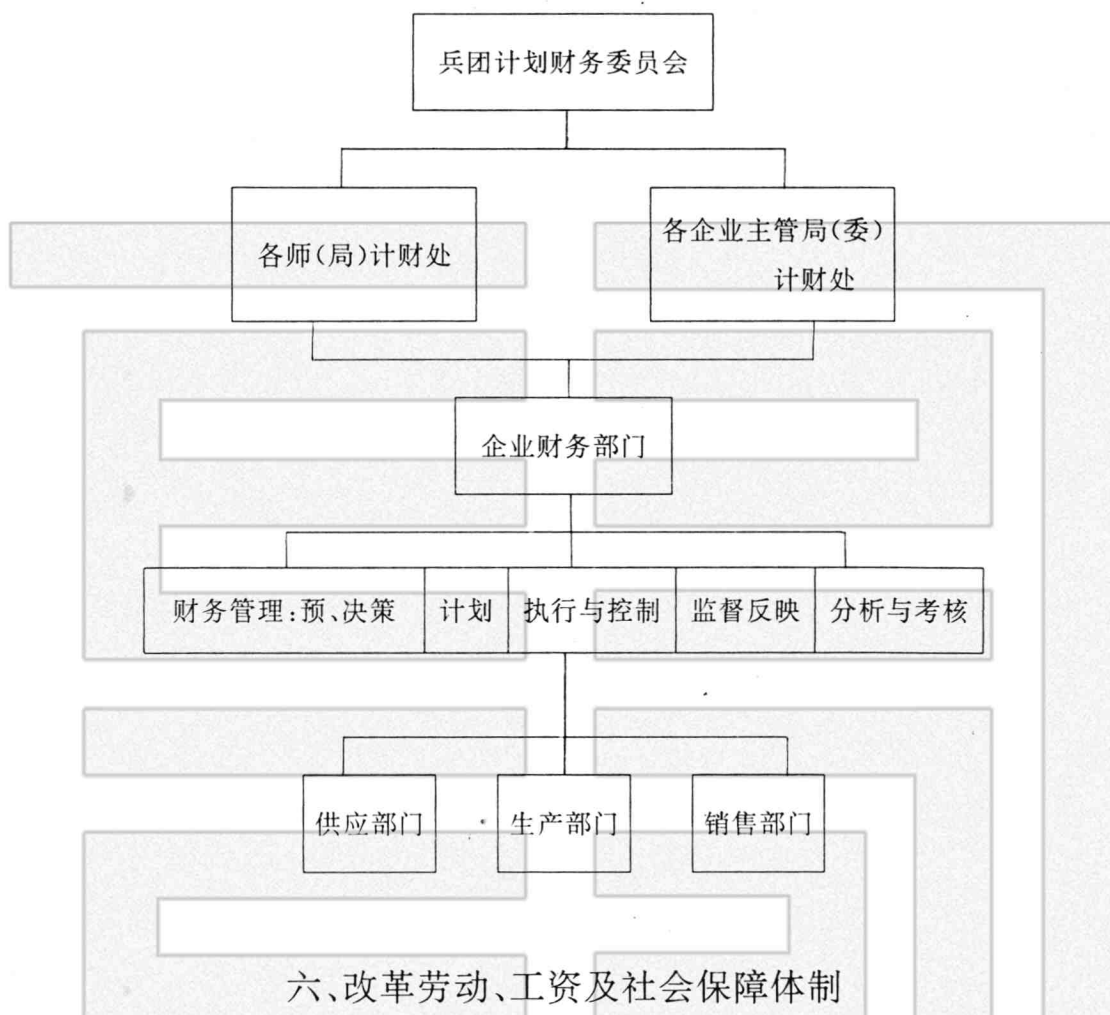 兵团计划财务委员会
各师(局)计财处
各企业主管局(委)
计财处
企业财务部门
财务管理:预、决策
计划
执行与控制
监督反映
分析与考核
供应部门
生产部门
销售部门
六、改革劳动、工资及社会保障体制